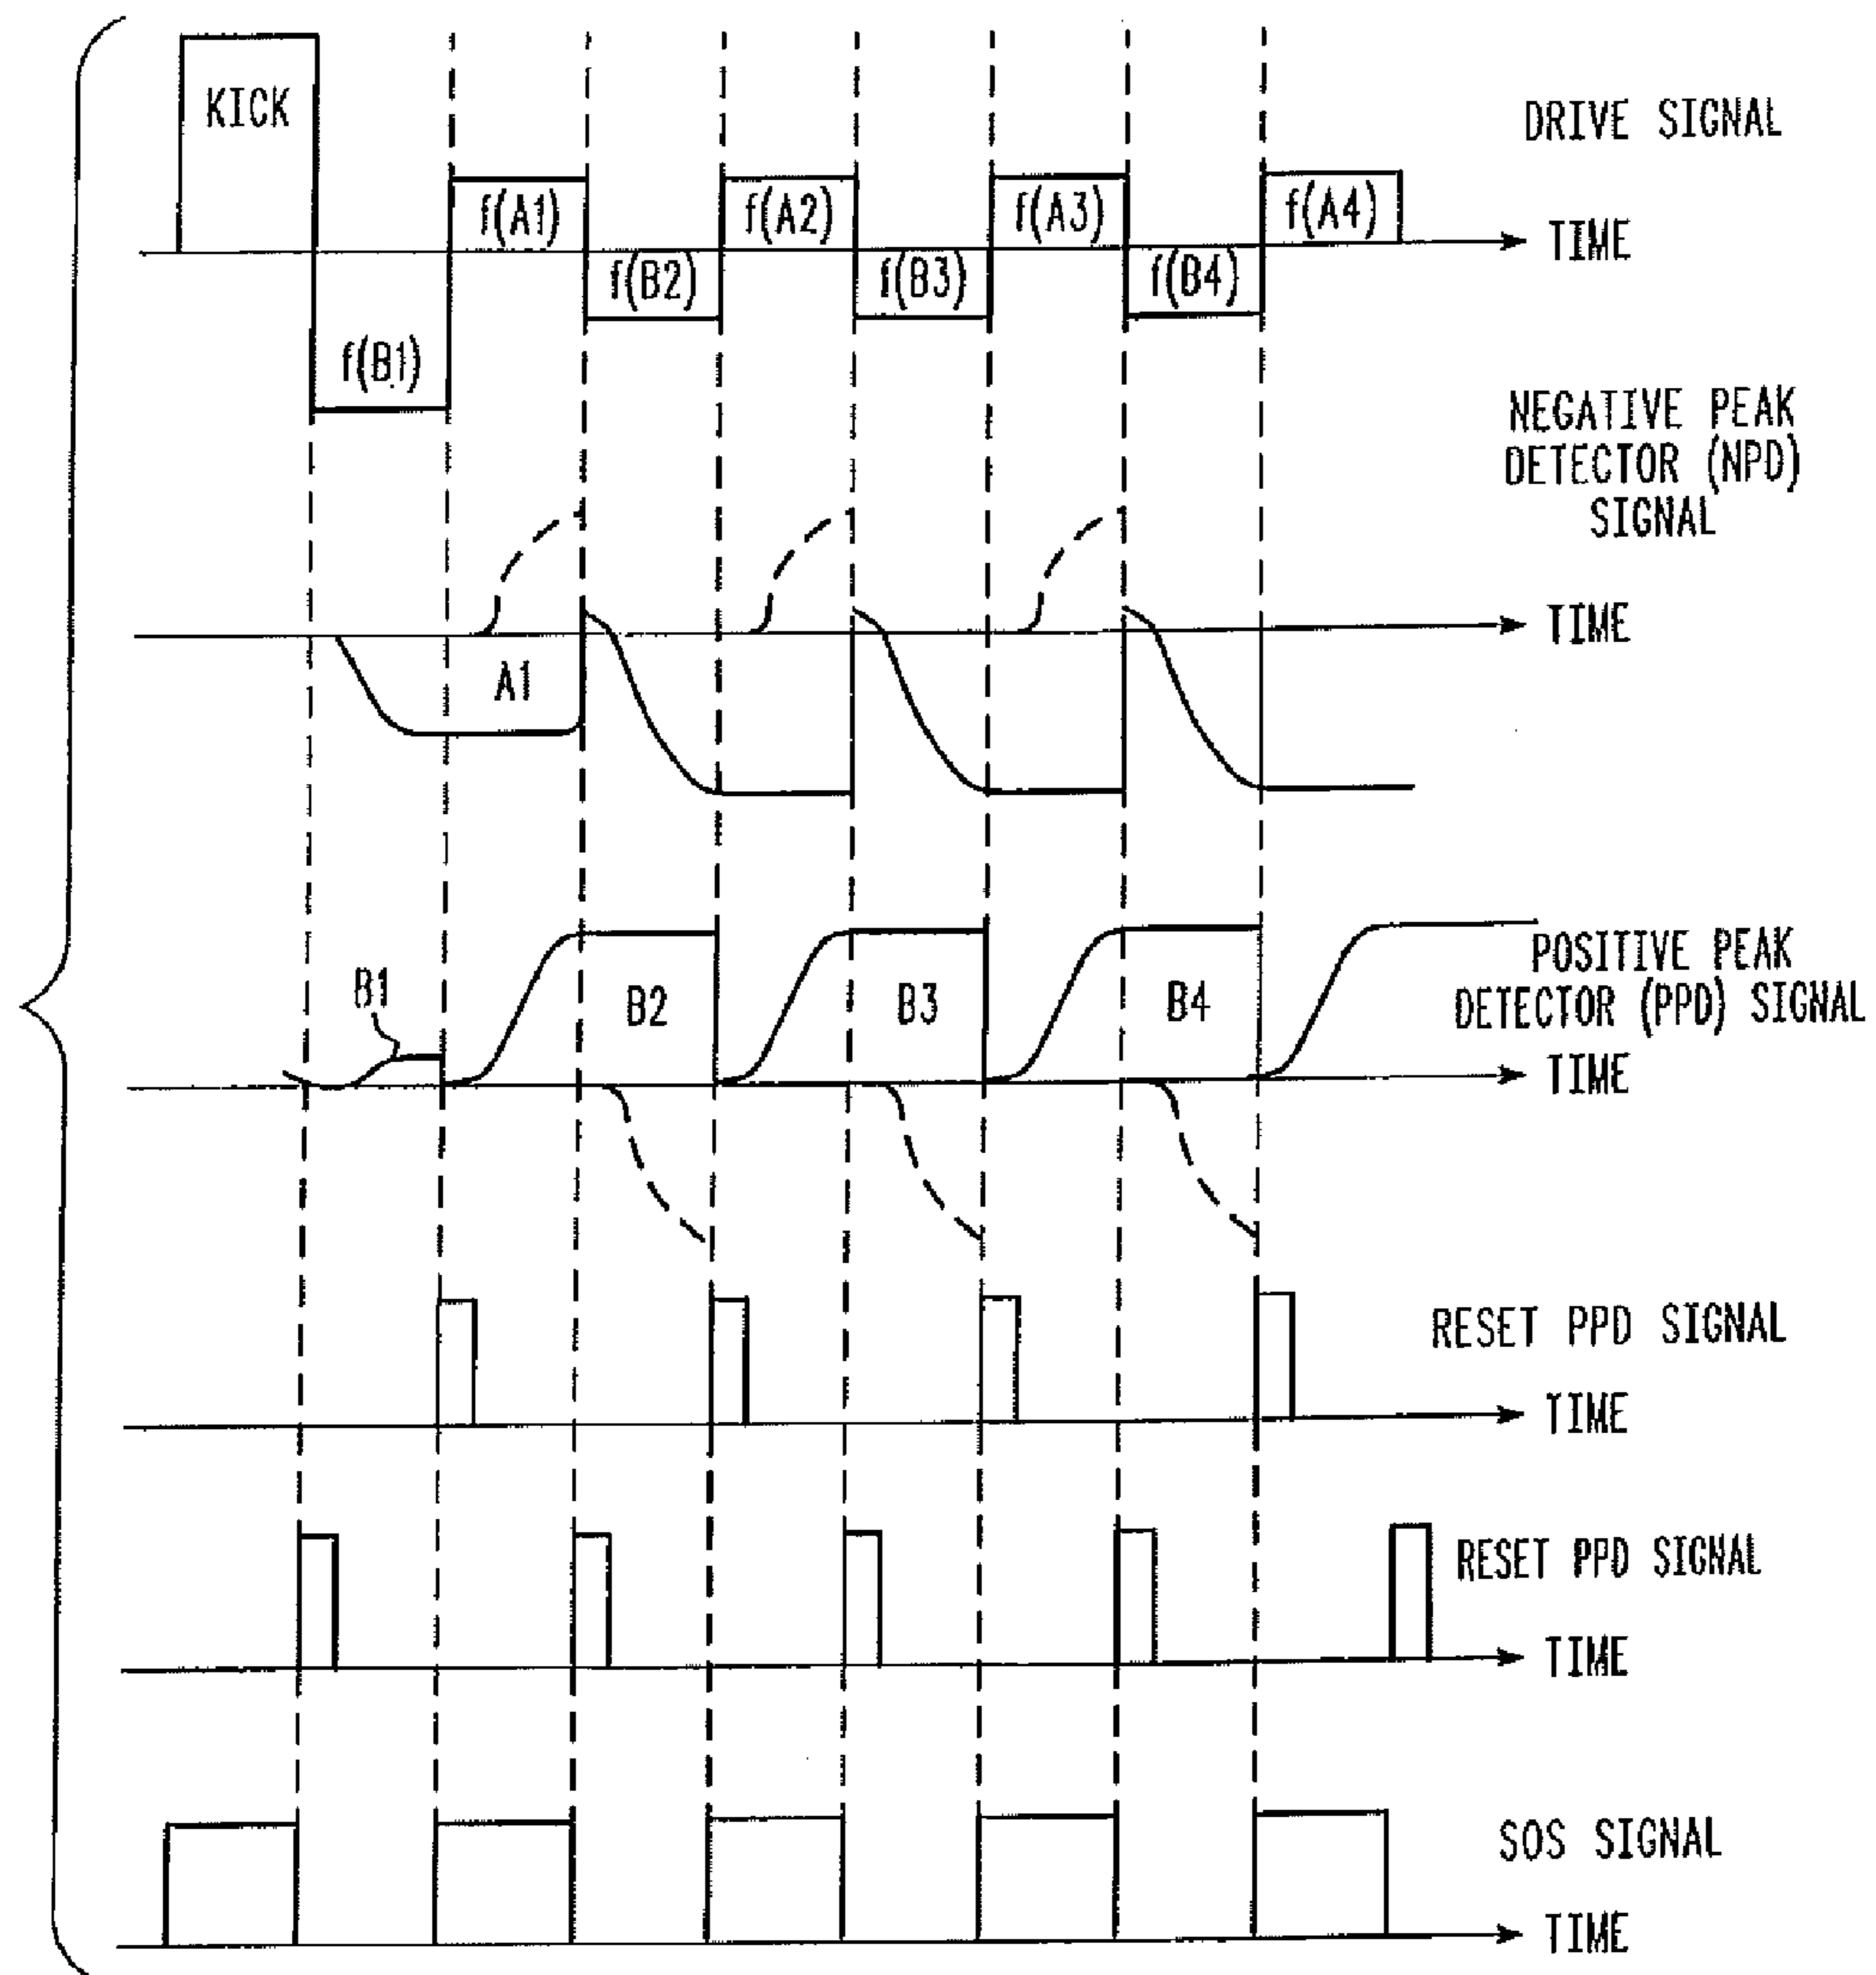 KICK
DRIVE SIGNAL
f(A1)
f(A2)
f(A3)
f(A4)
TIME
f(B2)
f(B3)
f(B4)
f(B1)
NEGATIVE PEAK
DETECTOR (NPD)
SIGNAL
TIME
A1
POSITIVE PEAK
DETECTOR (PPD) SIGNAL
B1
B2
B3
B4
TIME
RESET PPD SIGNAL
TIME
RESET PPD SIGNAL
TIME
SOS SIGNAL
TIME